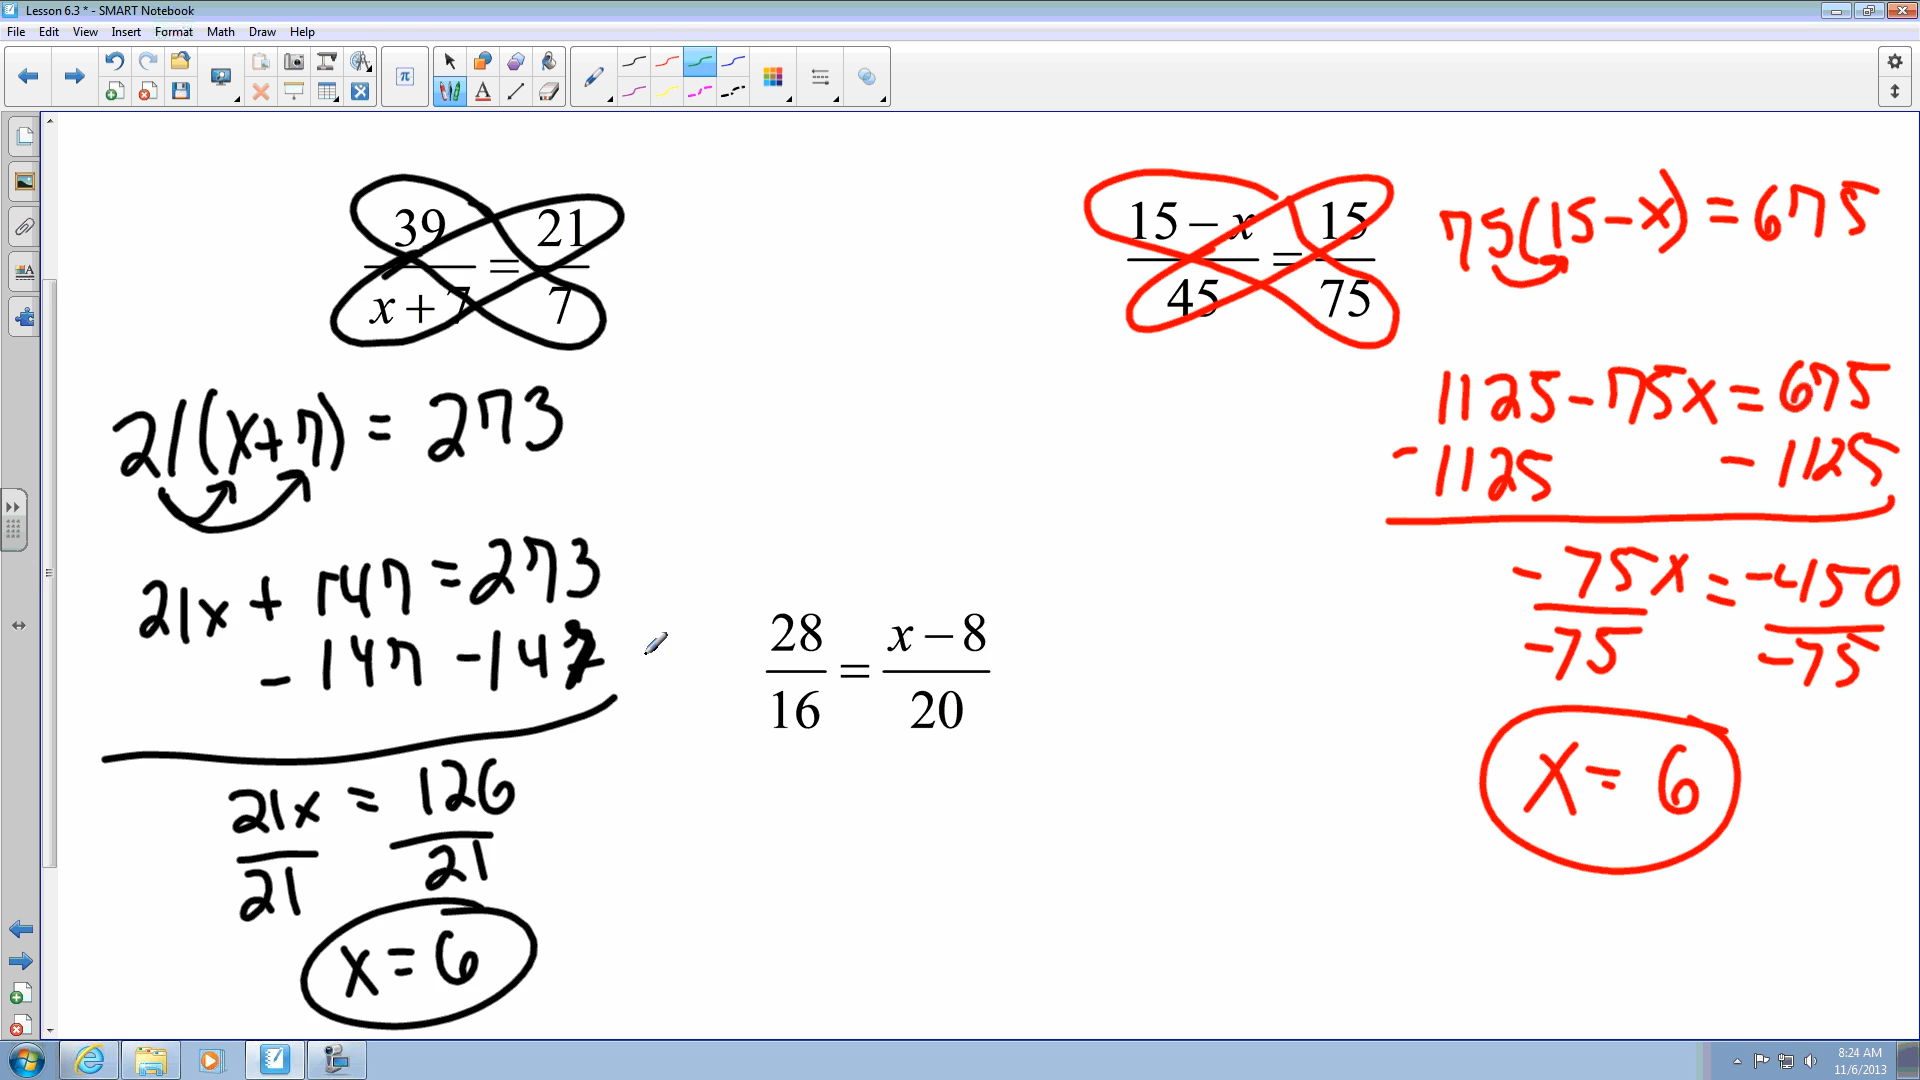 Lesson 6.3 * - SMART Notebook
File Edit View Insert Format Math Draw Help
39/(x + 7) = 21/7
21(x+7) = 273
21x + 147 = 273
- 147 -147
21x = 126
21 21
x = 6
28/16 = (x - 8)/20
(15 - x)/45 = 15/75
75(15-x) = 675
1125-75x = 675
-1125 -1125
-75x = -450
-75 -75
x = 6
8:24 AM
11/6/2013